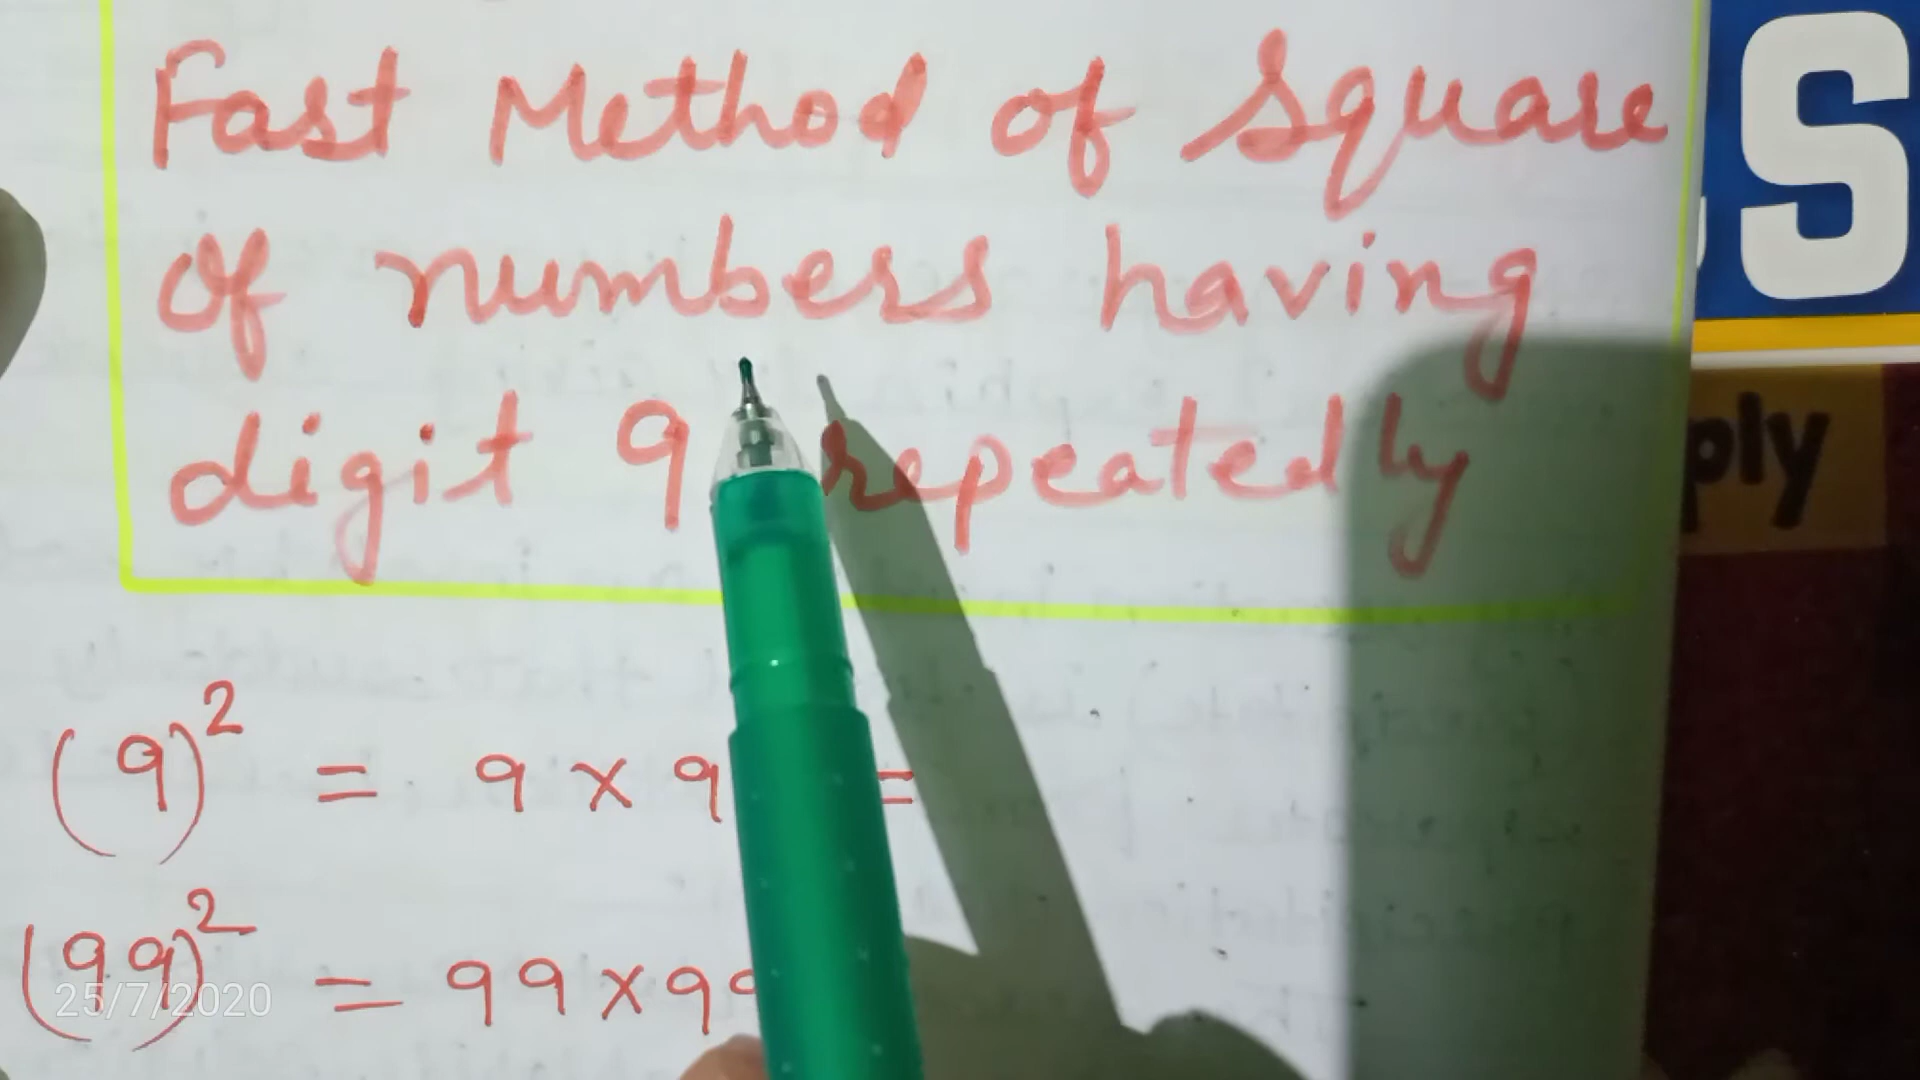 Fast Method of Square
of numbers having
digit 9 repeatedly
(9)² = 9 × 9 =
(99)² = 99 × 99
25/7/2020
S
ply